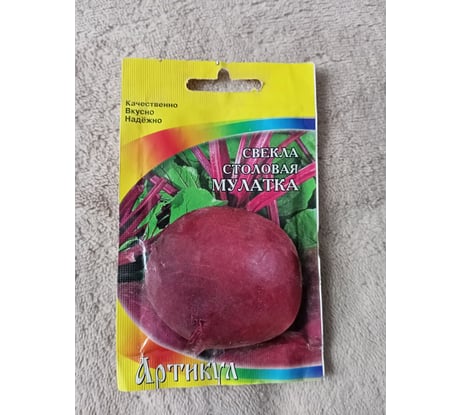 Качественно
Вкусно
Надёжно
СВЕКЛА
СТОЛОВАЯ
МУЛАТКА
Артикул